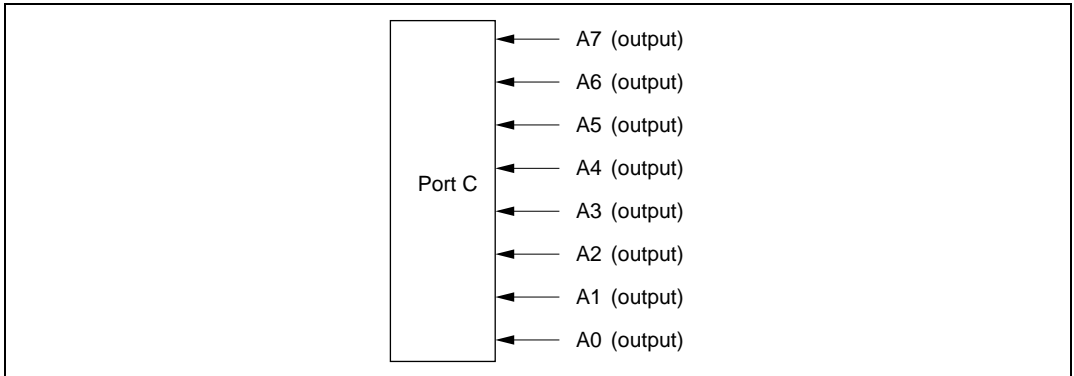 A7 (output)
A6 (output)
A5 (output)
A4 (output)
Port C
A3 (output)
A2 (output)
A1 (output)
A0 (output)